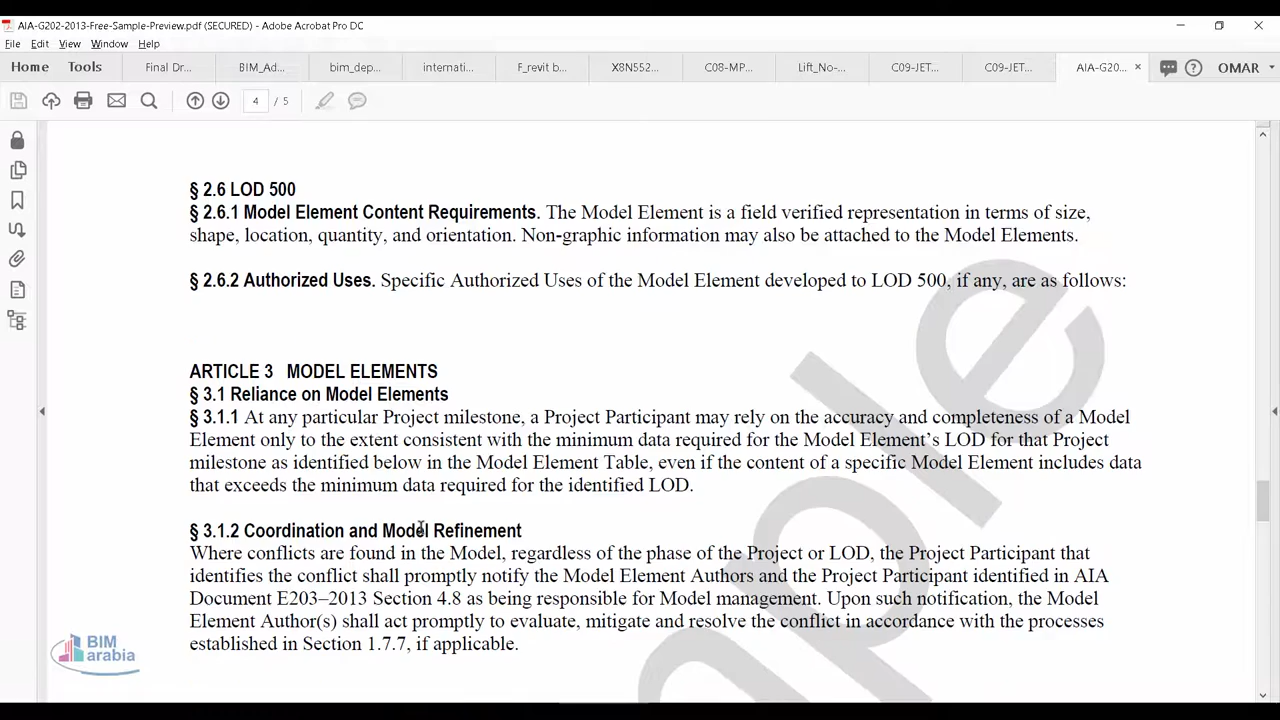 AIA-G202-2013-Free-Sample-Preview.pdf (SECURED) - Adobe Acrobat Pro DC
File Edit View Window Help
Home Tools Final Dr... BIM_Ad... bim_dep... internati... F_revit b... X8N552... C08-MP... Lift_No-... C09-JET... C09-JET... AIA-G20... × OMAR
4 / 5
§ 2.6 LOD 500
§ 2.6.1 Model Element Content Requirements. The Model Element is a field verified representation in terms of size,
shape, location, quantity, and orientation. Non-graphic information may also be attached to the Model Elements.
§ 2.6.2 Authorized Uses. Specific Authorized Uses of the Model Element developed to LOD 500, if any, are as follows:
ARTICLE 3 MODEL ELEMENTS
§ 3.1 Reliance on Model Elements
§ 3.1.1 At any particular Project milestone, a Project Participant may rely on the accuracy and completeness of a Model
Element only to the extent consistent with the minimum data required for the Model Element's LOD for that Project
milestone as identified below in the Model Element Table, even if the content of a specific Model Element includes data
that exceeds the minimum data required for the identified LOD.
§ 3.1.2 Coordination and Model Refinement
Where conflicts are found in the Model, regardless of the phase of the Project or LOD, the Project Participant that
identifies the conflict shall promptly notify the Model Element Authors and the Project Participant identified in AIA
Document E203–2013 Section 4.8 as being responsible for Model management. Upon such notification, the Model
Element Author(s) shall act promptly to evaluate, mitigate and resolve the conflict in accordance with the processes
established in Section 1.7.7, if applicable.
BIM
arabia
mple